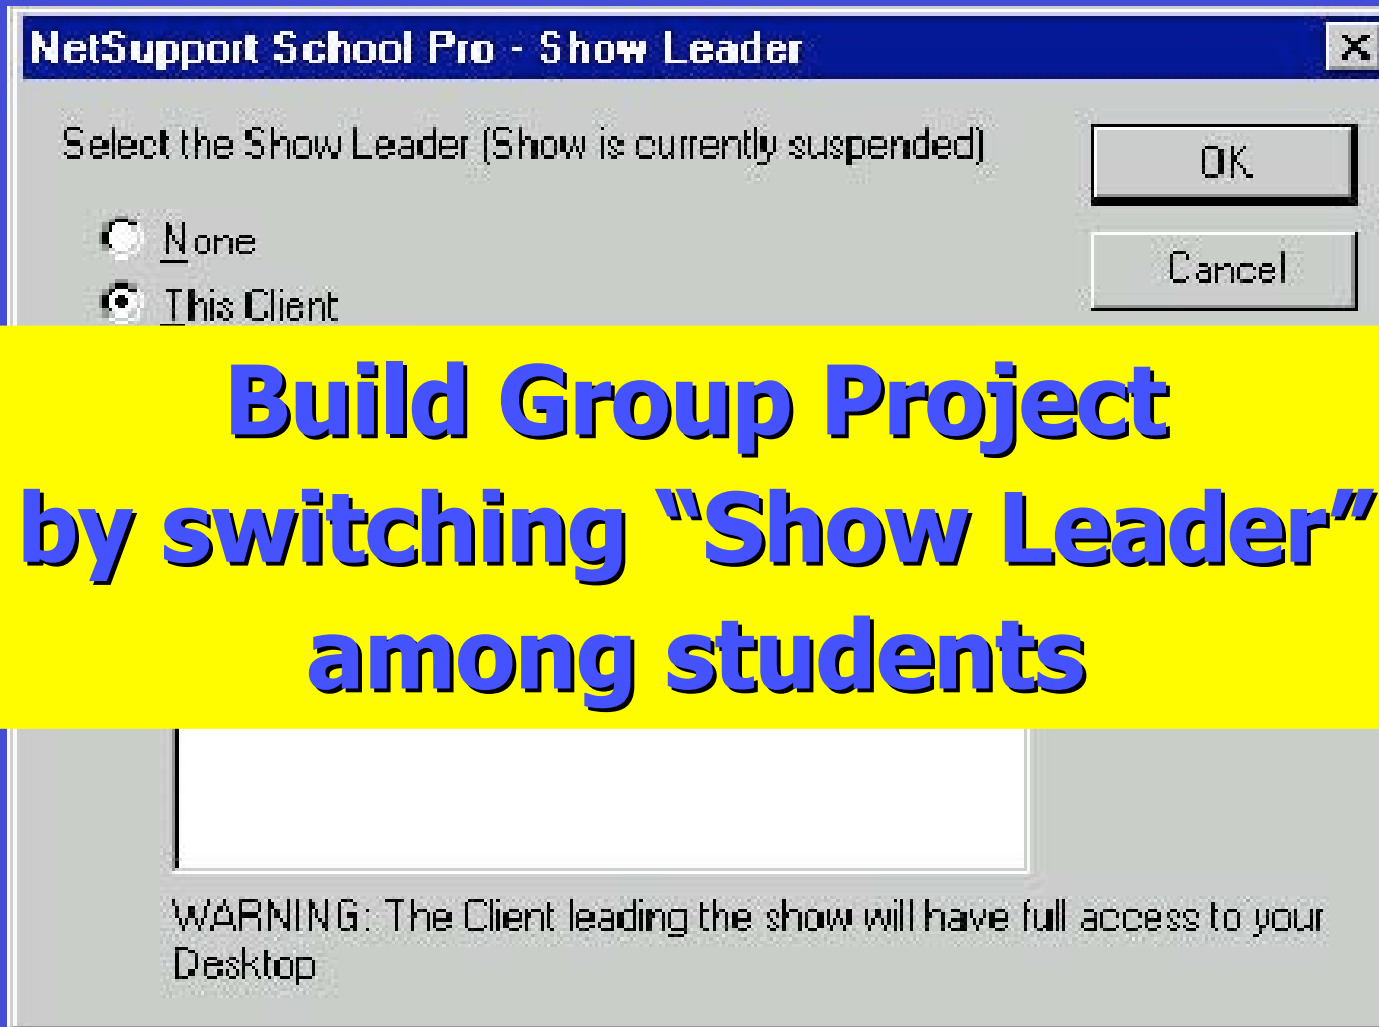 NetSupport School Pro - Show Leader
Select the Show Leader (Show is currently suspended)
OK
None
Cancel
This Client
Build Group Project
by switching “Show Leader”
among students
WARNING: The Client leading the show will have full access to your
Desktop